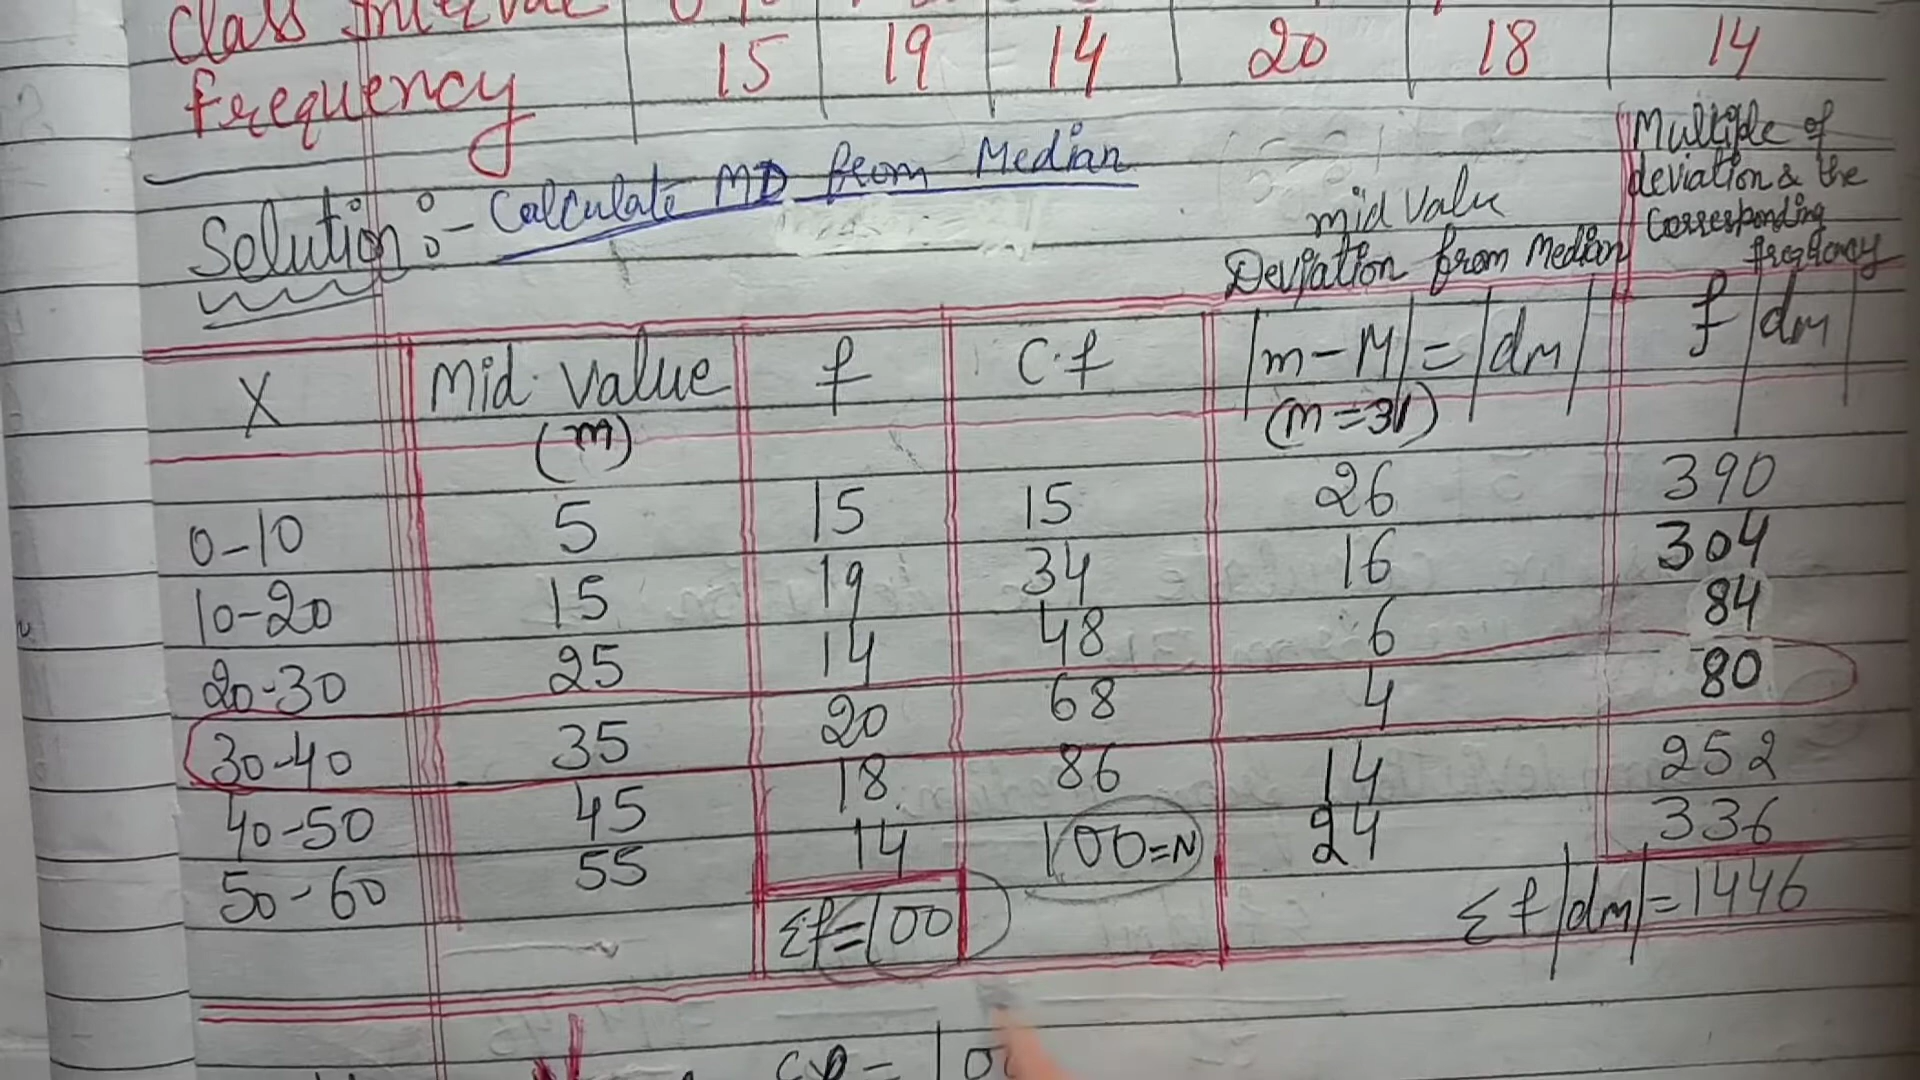 Class Interval
frequency 15 19 14 20 18 14
Solution :- Calculate MD from Median
Mid Value
Deviation from Median
Multiple of
deviation & the
Corresponding
freqency
X Mid Value f C.f |m-M|=|dm| f|dm|
(m) (m=31)
0-10 5 15 15 26 390
10-20 15 19 34 16 304
20-30 25 14 48 6 84
30-40 35 20 68 4 80
40-50 45 18 86 14 252
50-60 55 14 100=N 24 336
Σf=100 Σf|dm|=1446